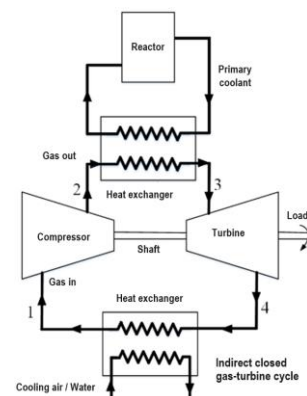 Reactor
Primary
coolant
Gas out
2
Heat exchanger
3
Compressor
Shaft
Turbine
Load
Gas in
1
Heat exchanger
4
Indirect closed
gas-turbine cycle
Cooling air / Water